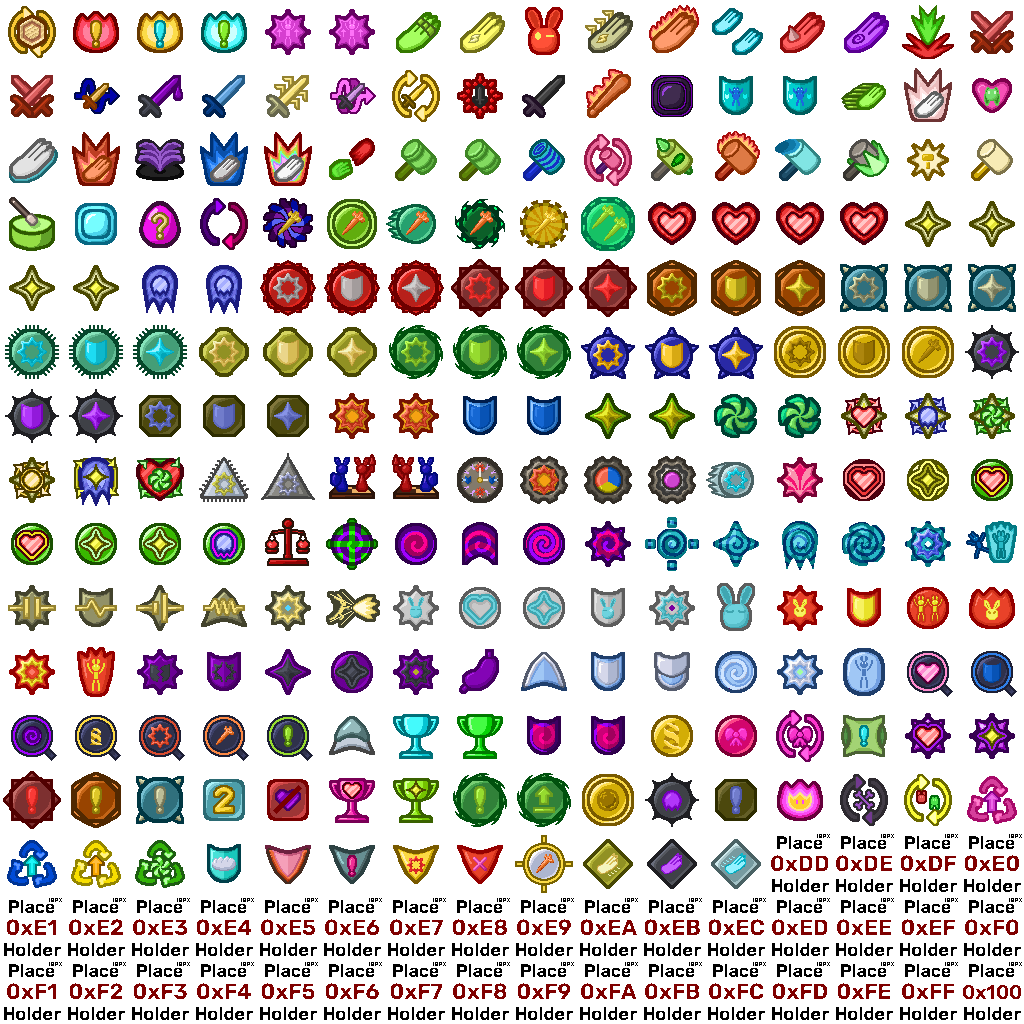 ?
2
Place Place Place Place
0xDD 0xDE 0xDF 0xE0
Holder Holder Holder Holder
Place Place Place Place Place Place Place Place Place Place Place Place Place Place Place Place
0xE1 0xE2 0xE3 0xE4 0xE5 0xE6 0xE7 0xE8 0xE9 0xEA 0xEB 0xEC 0xED 0xEE 0xEF 0xF0
Holder Holder Holder Holder Holder Holder Holder Holder Holder Holder Holder Holder Holder Holder Holder Holder
Place Place Place Place Place Place Place Place Place Place Place Place Place Place Place Place
0xF1 0xF2 0xF3 0xF4 0xF5 0xF6 0xF7 0xF8 0xF9 0xFA 0xFB 0xFC 0xFD 0xFE 0xFF 0x100
Holder Holder Holder Holder Holder Holder Holder Holder Holder Holder Holder Holder Holder Holder Holder Holder